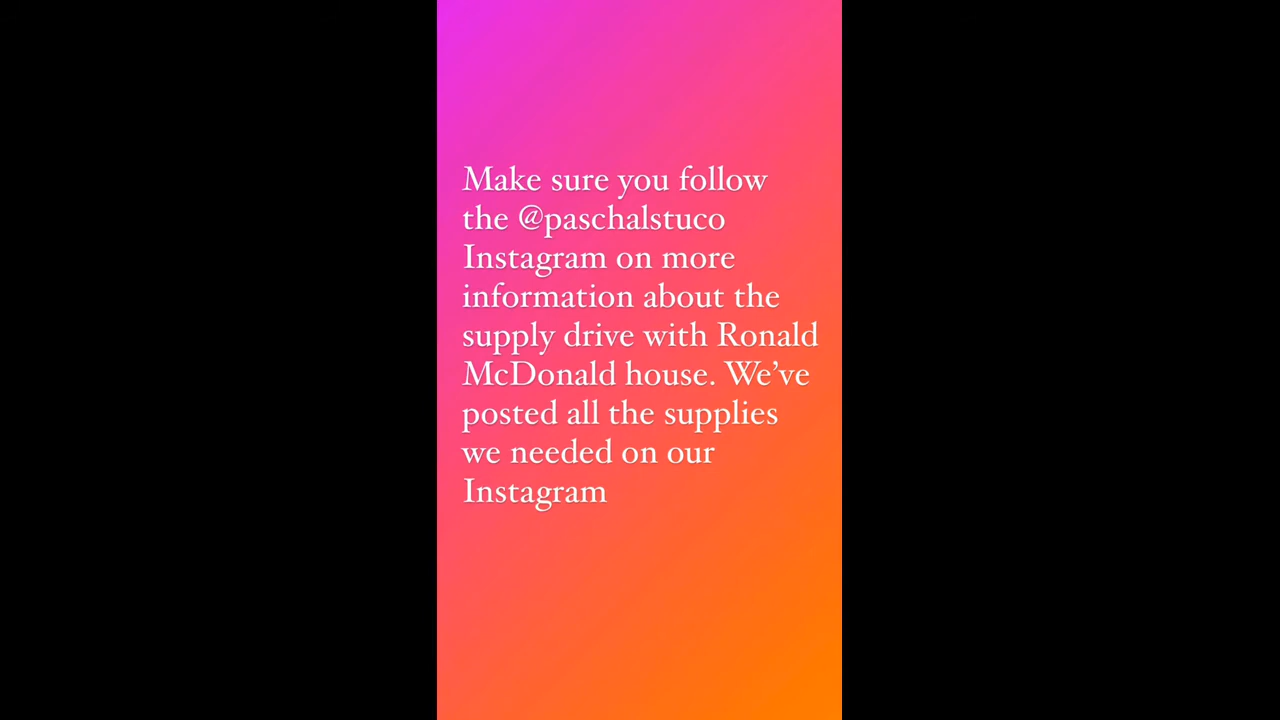 Make sure you follow
the @paschalstuco
Instagram on more
information about the
supply drive with Ronald
McDonald house. We’ve
posted all the supplies
we needed on our
Instagram